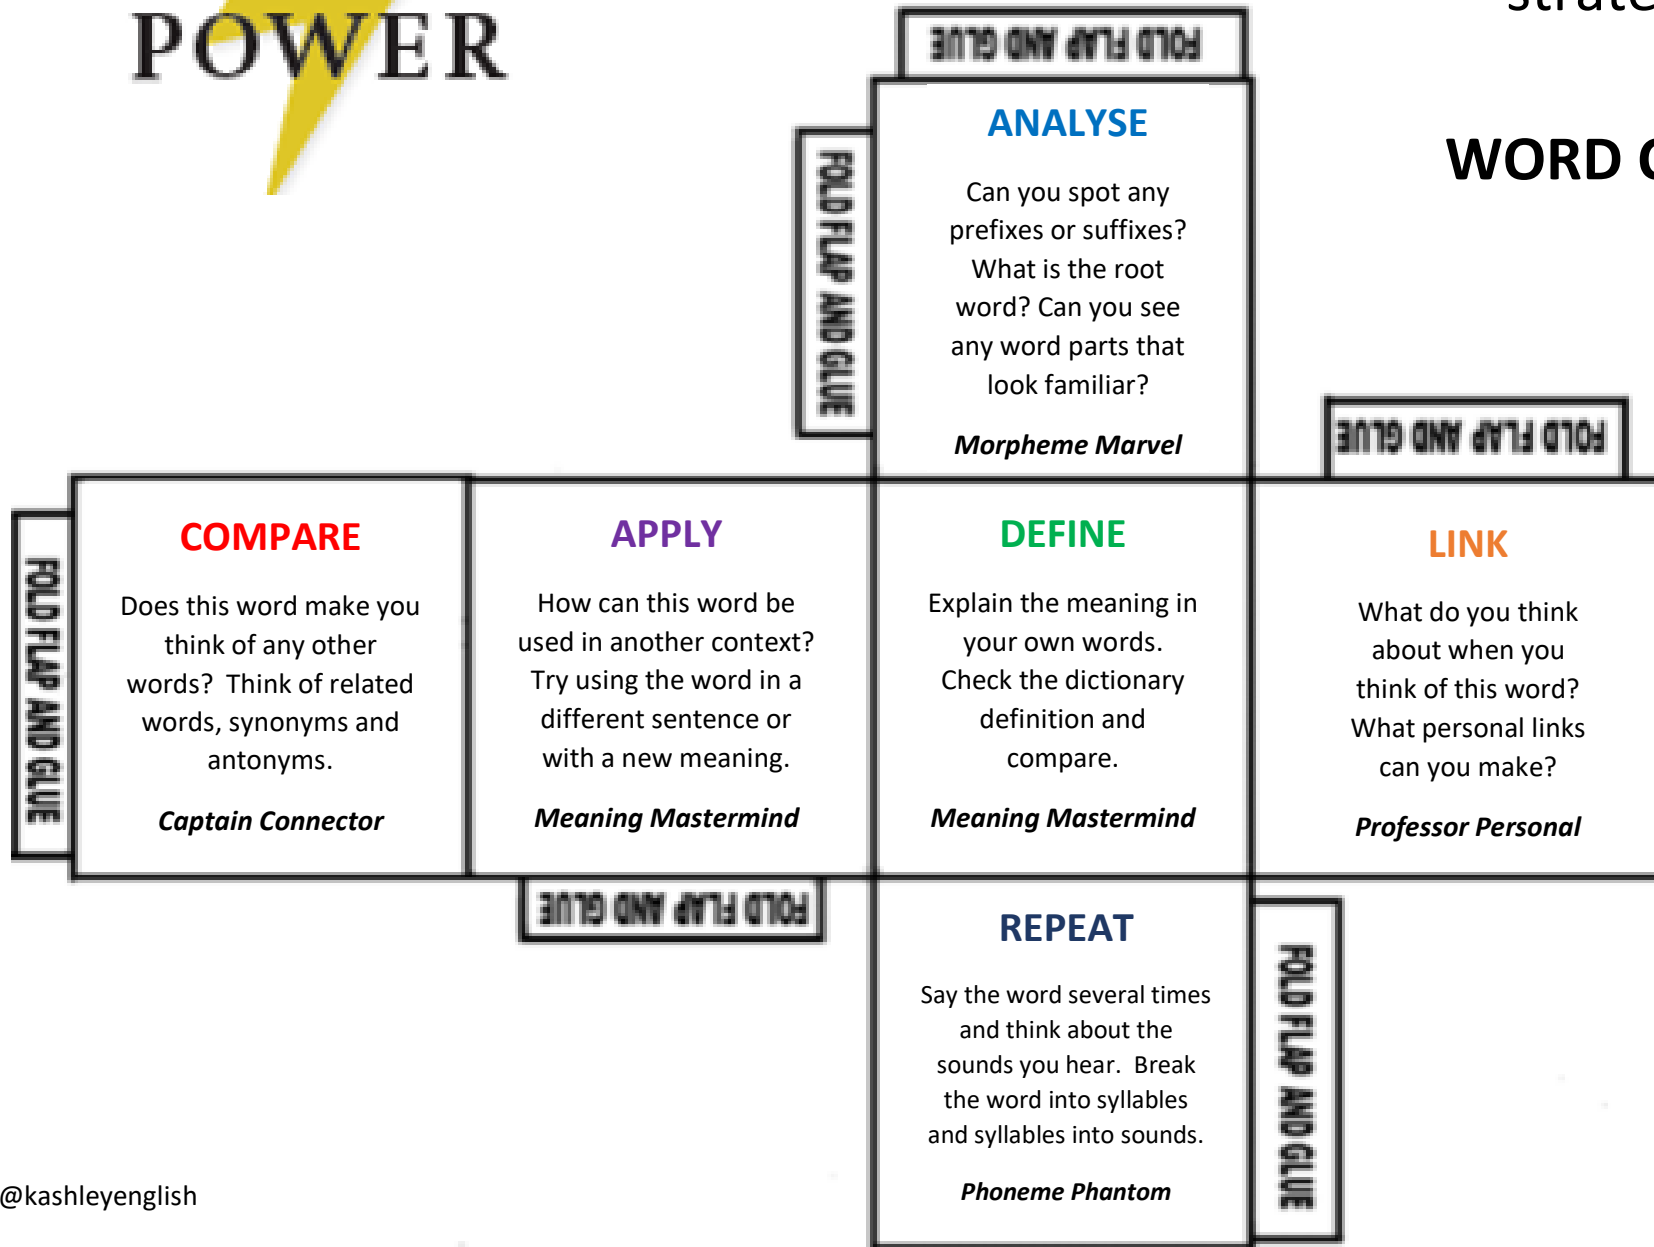 POWER
FOLD FLAP AND GLUE
ANALYSE
Can you spot any
prefixes or suffixes?
What is the root
word? Can you see
any word parts that
look familiar?
Morpheme Marvel
FOLD FLAP AND GLUE
WORD
FOLD FLAP AND GLUE
FOLD FLAP AND GLUE
COMPARE
Does this word make you
think of any other
words? Think of related
words, synonyms and
antonyms.
Captain Connector
APPLY
How can this word be
used in another context?
Try using the word in a
different sentence or
with a new meaning.
Meaning Mastermind
DEFINE
Explain the meaning in
your own words.
Check the dictionary
definition and
compare.
Meaning Mastermind
LINK
What do you think
about when you
think of this word?
What personal links
can you make?
Professor Personal
FOLD FLAP AND GLUE
REPEAT
Say the word several times
and think about the
sounds you hear. Break
the word into syllables
and syllables into sounds.
Phoneme Phantom
FOLD FLAP AND GLUE
@kashleyenglish